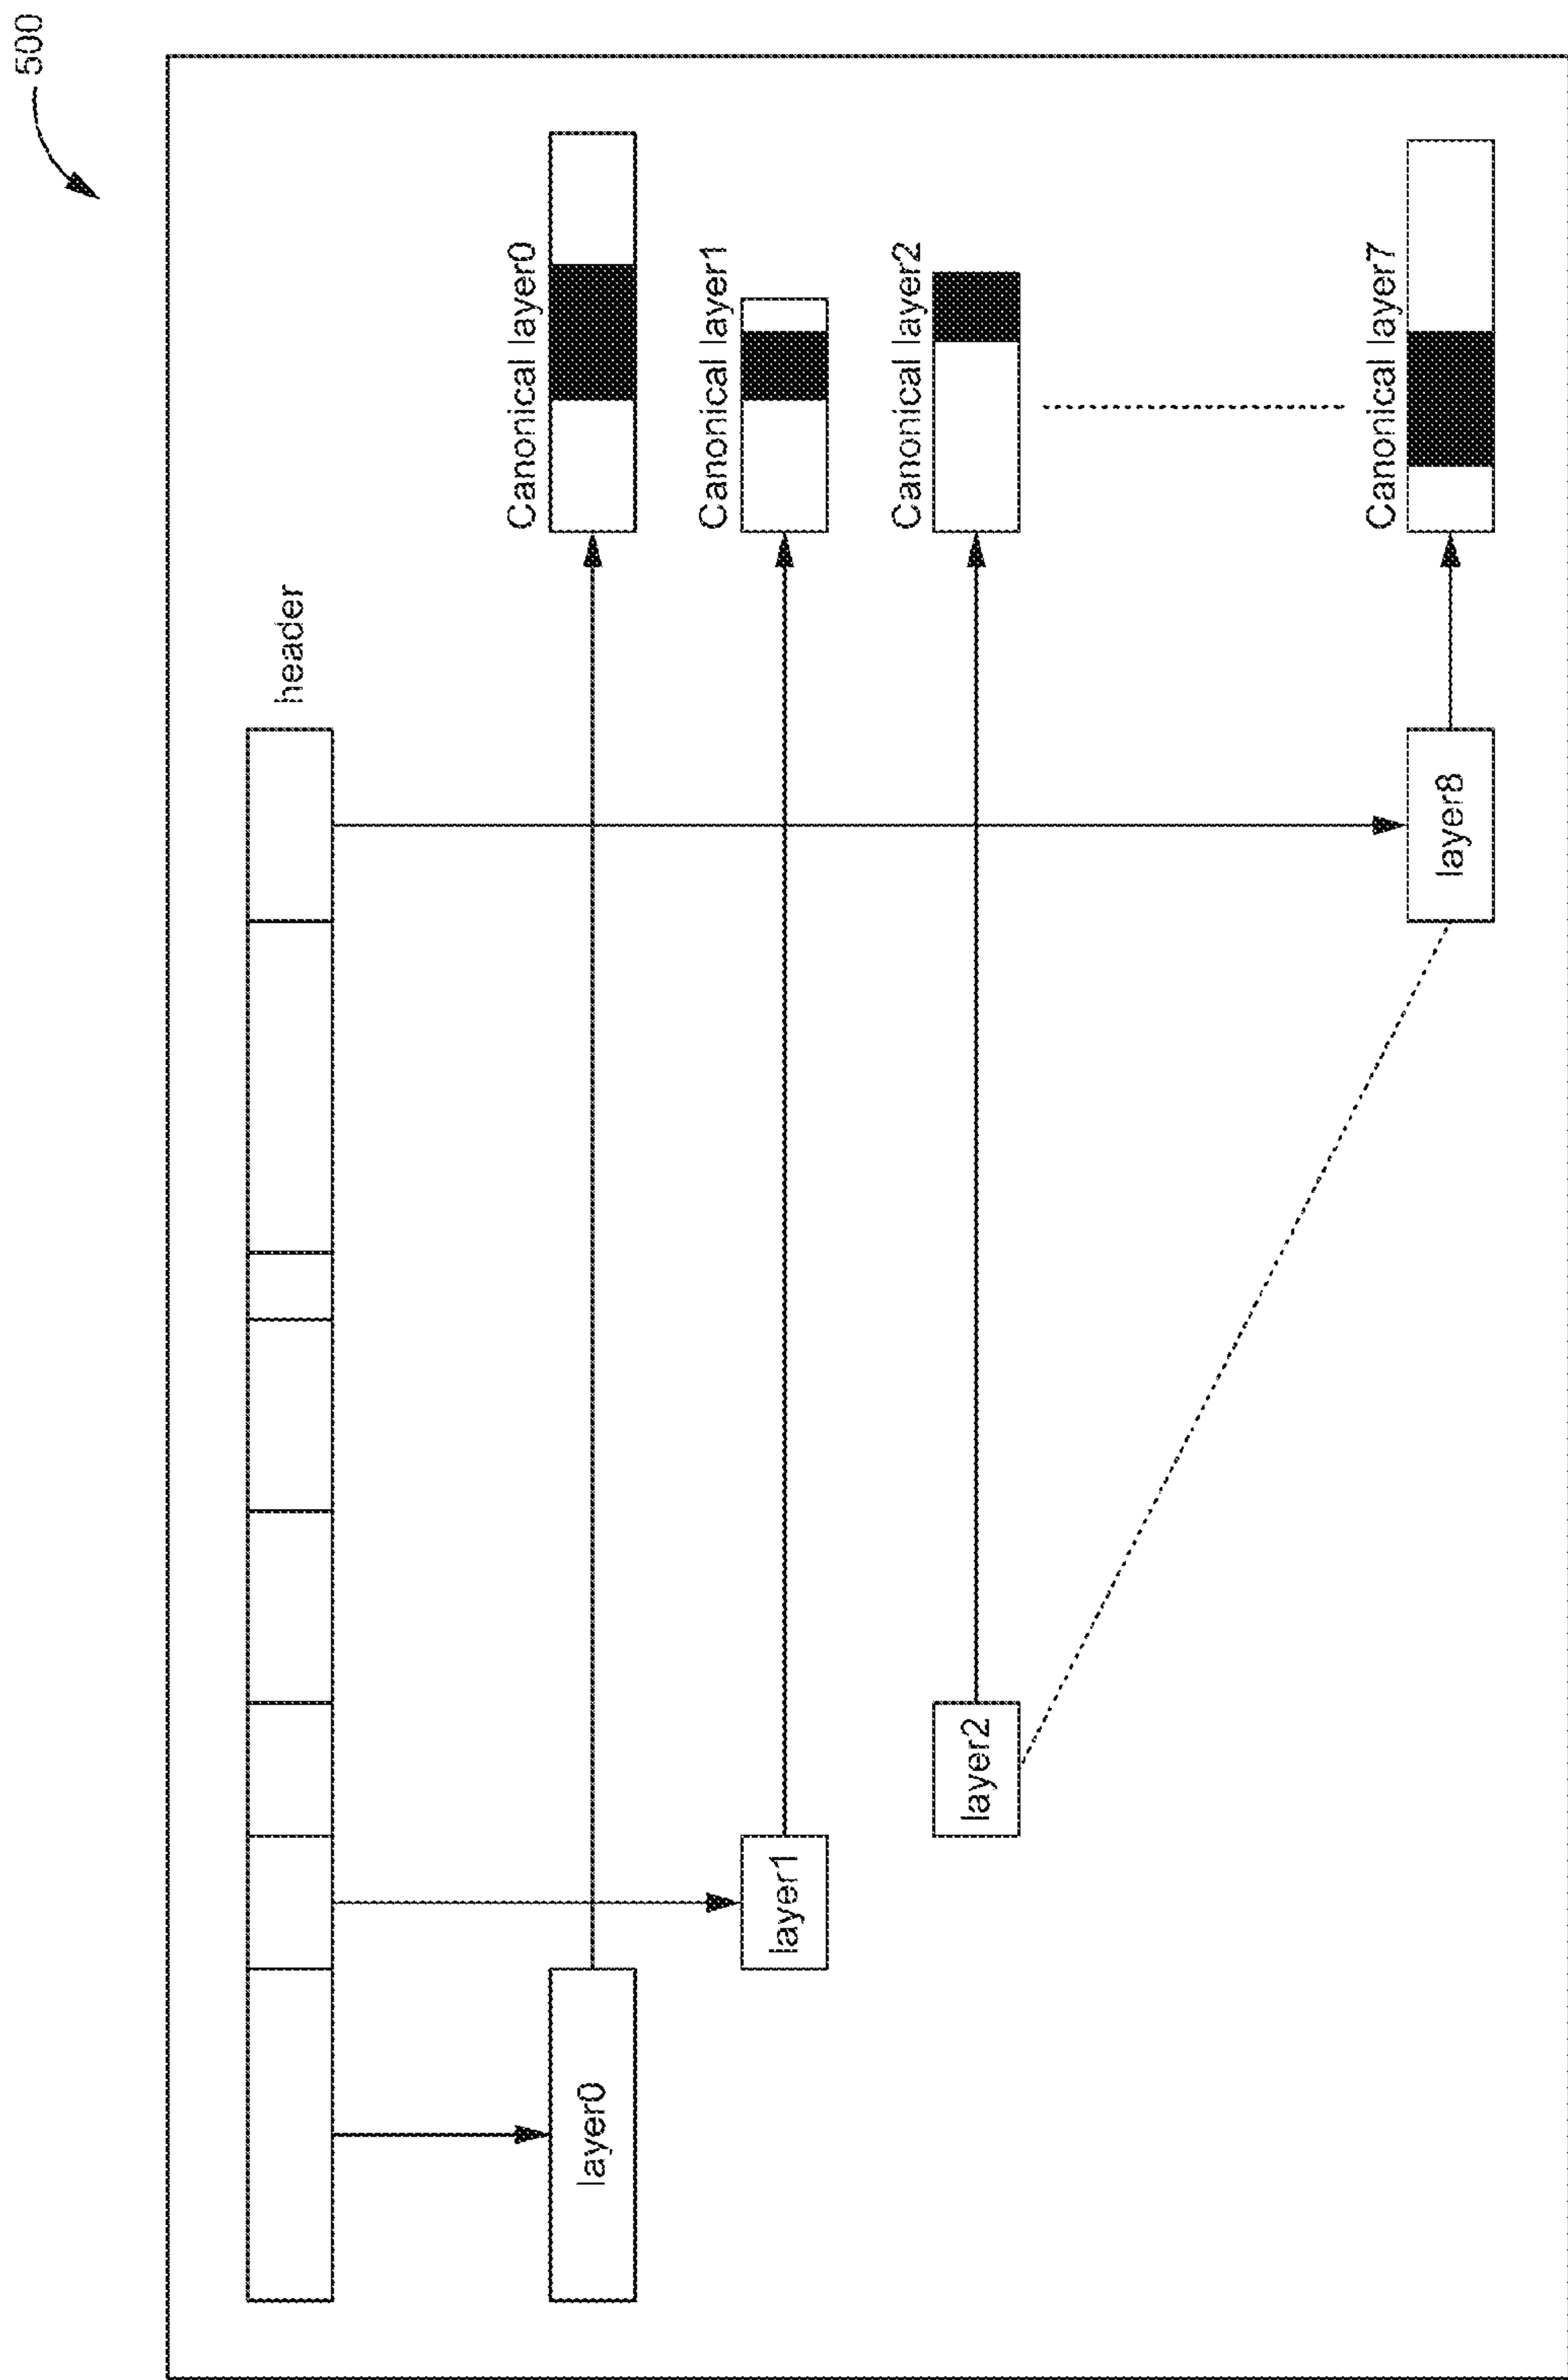 500
header
layer0
Canonical layer0
layer1
Canonical layer1
layer2
Canonical layer2
layer8
Canonical layer7